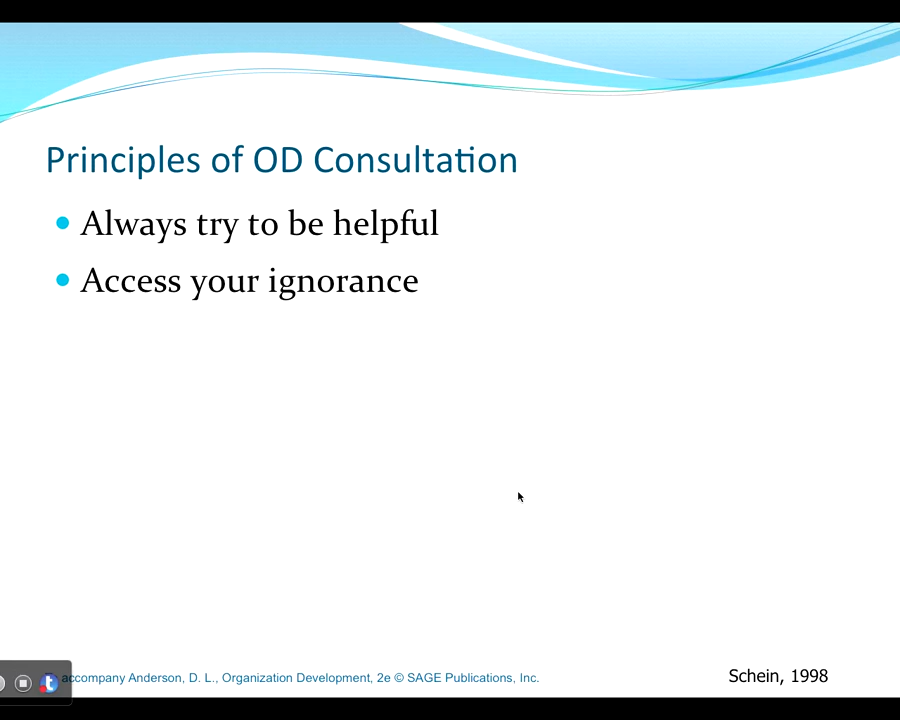 Principles of OD Consultation
Always try to be helpful
Access your ignorance
accompany Anderson, D. L., Organization Development, 2e © SAGE Publications, Inc.
Schein, 1998